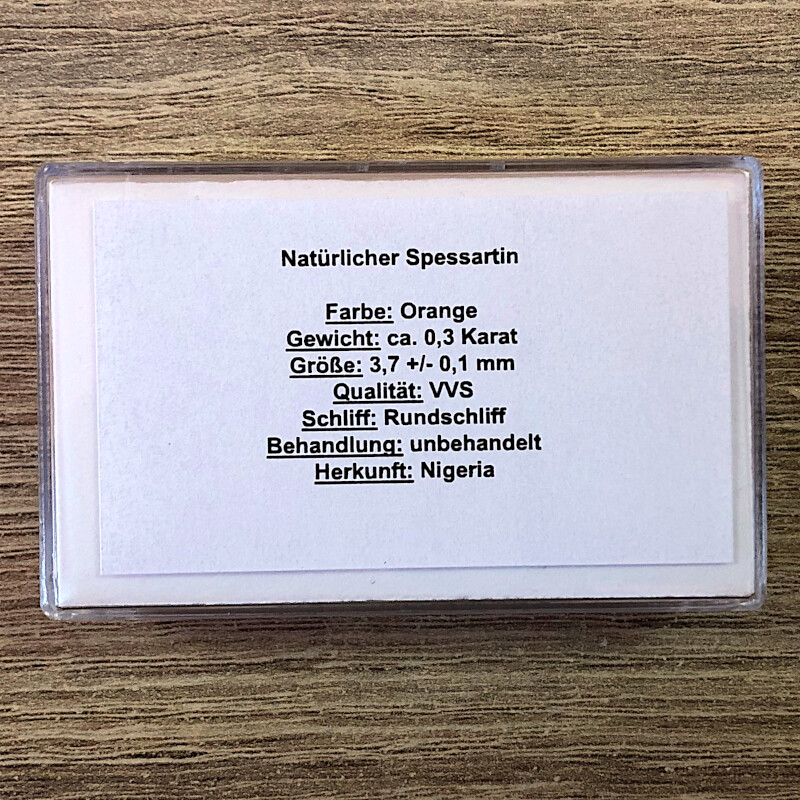 Natürlicher Spessartin
Farbe: Orange
Gewicht: ca. 0,3 Karat
Größe: 3,7 +/- 0,1 mm
Qualität: VVS
Schliff: Rundschliff
Behandlung: unbehandelt
Herkunft: Nigeria